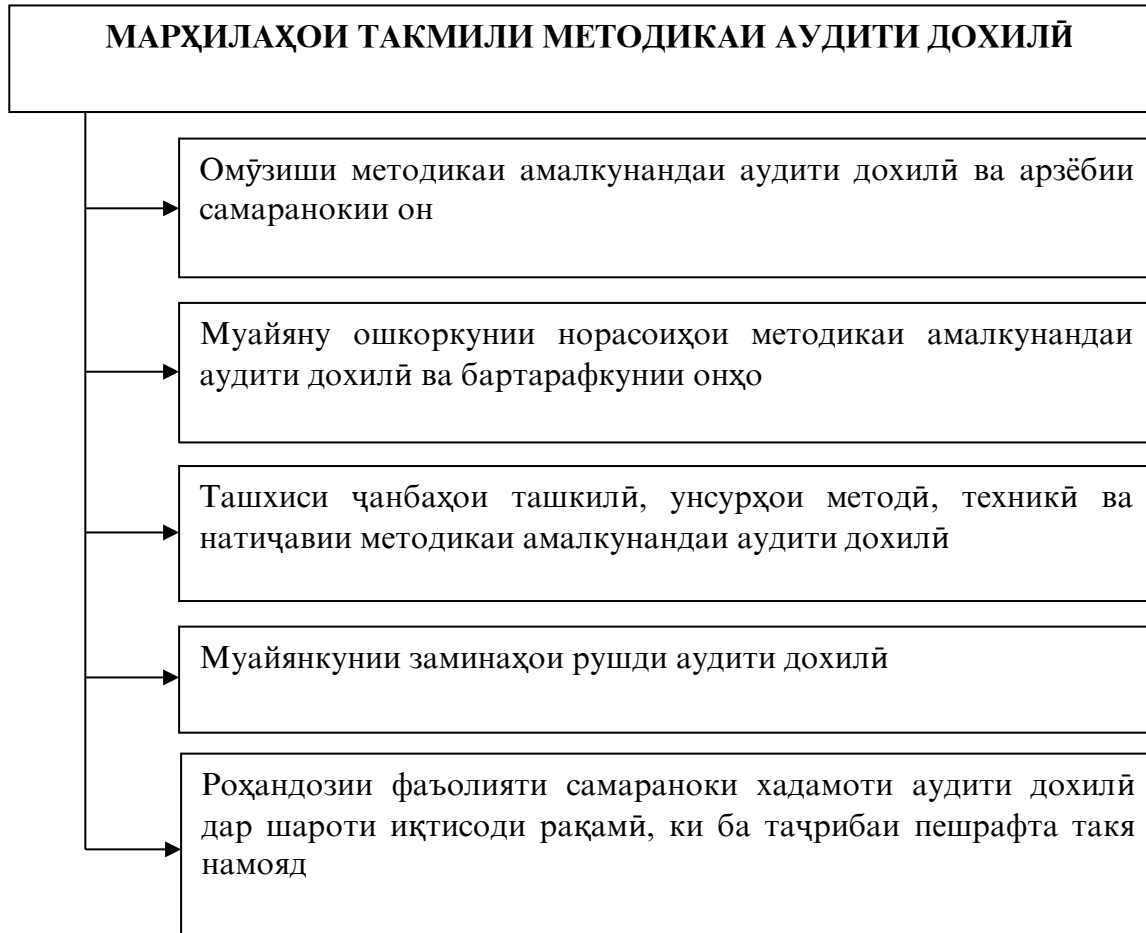 МАРҲИЛАҲОИ ТАКМИЛИ МЕТОДИКАИ АУДИТИ ДОХИЛӢ
Омӯзиши методикаи амалкунандаи аудити дохилӣ ва арзёбии
самаранокии он
Муайяну ошкоркунии норасоиҳои методикаи амалкунандаи
аудити дохилӣ ва бартарафкунии онҳо
Ташхиси ҷанбаҳои ташкилӣ, унсурҳои методӣ, техникӣ ва
натиҷавии методикаи амалкунандаи аудити дохилӣ
Муайянкунии заминаҳои рушди аудити дохилӣ
Роҳандозии фаъолияти самараноки хадамоти аудити дохилӣ
дар шароти иқтисоди рақамӣ, ки ба таҷрибаи пешрафта такя
намояд